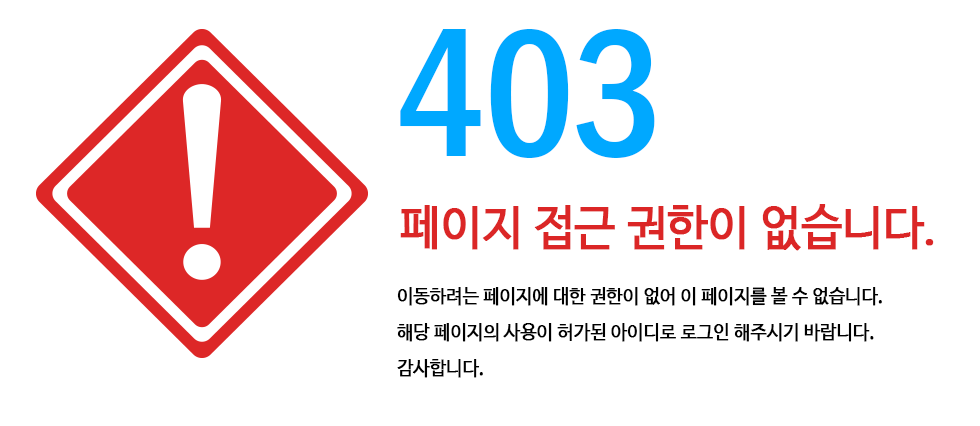 403
페이지 접근 권한이 없습니다.
이동하려는 페이지에 대한 권한이 없어 이 페이지를 볼 수 없습니다.
해당 페이지의 사용이 허가된 아이디로 로그인 해주시기 바랍니다.
감사합니다.